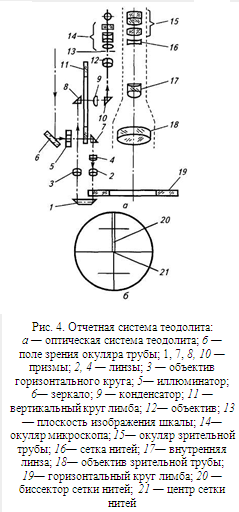 15
14
16
13
11
12
17
8
9
10
18
7
6
5
4
19
3
2
1
а
20
21
б
Рис. 4. Отчетная система теодолита:
а — оптическая система теодолита; б —
поле зрения окуляра трубы; 1, 7, 8, 10 —
призмы; 2, 4 — линзы; 3 — объектив
горизонтального круга; 5— иллюминатор;
6— зеркало; 9 — конденсатор; 11 —
вертикальный круг лимба; 12— объектив; 13
— плоскость изображения шкалы; 14—
окуляр микроскопа; 15— окуляр зрительной
трубы; 16— сетка нитей; 17— внутренняя
линза; 18— объектив зрительной трубы;
19— горизонтальный круг лимба; 20 —
биссектор сетки нитей; 21 — центр сетки
нитей